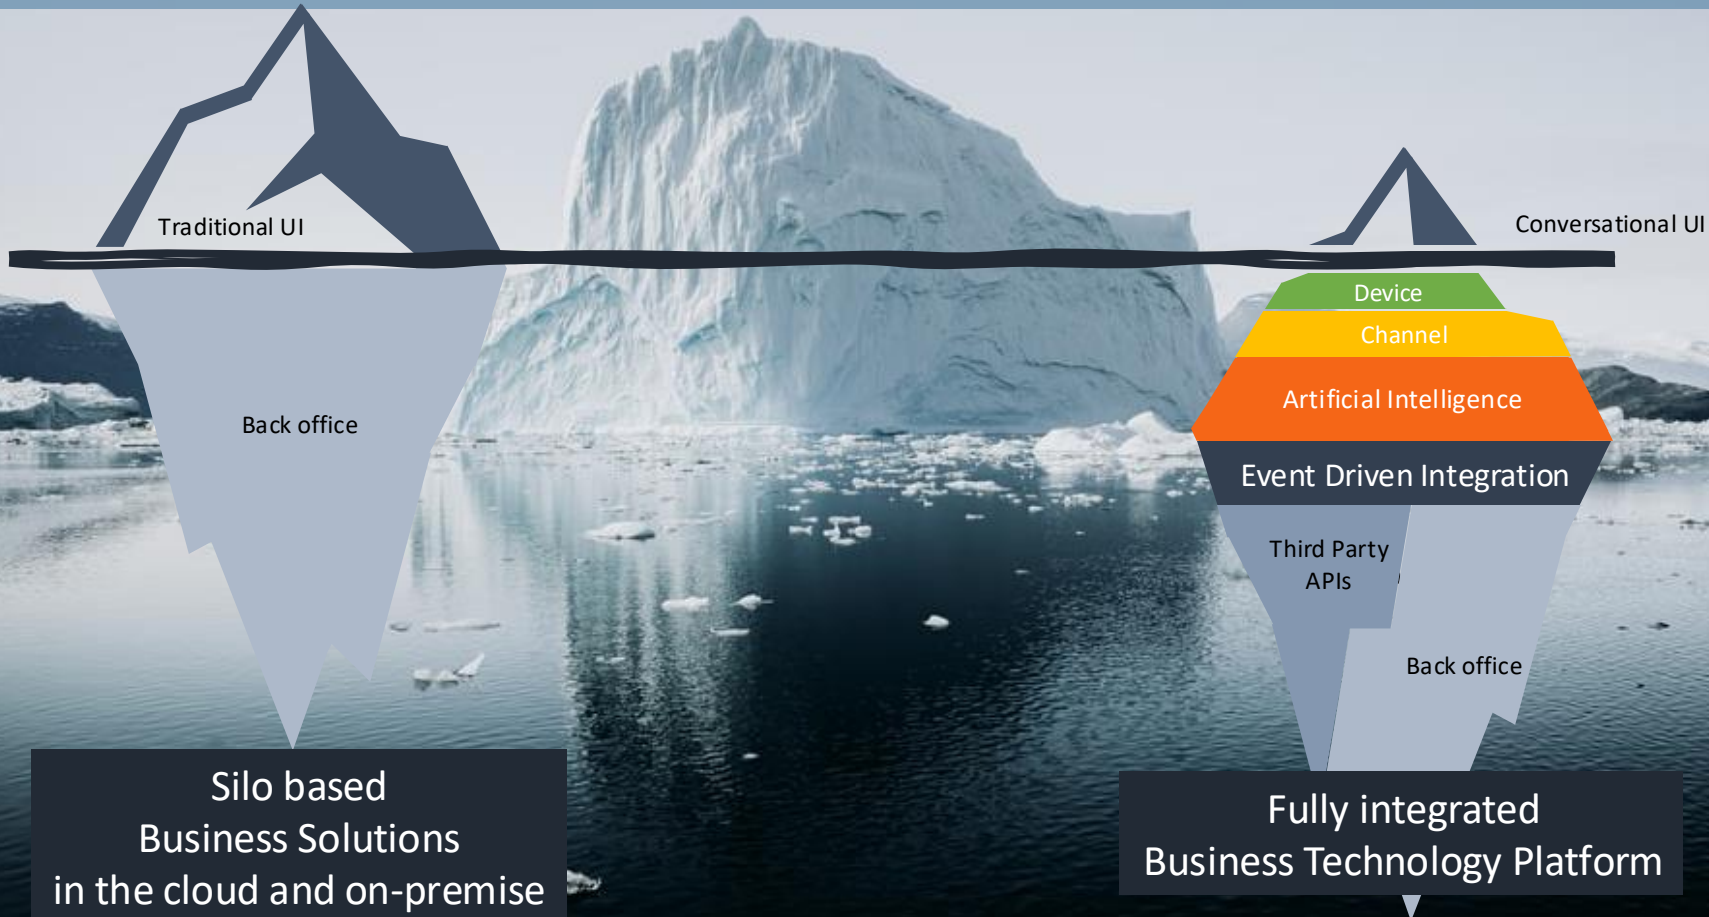 Traditional UI
Conversational UI
Device
Channel
Artificial Intelligence
Back office
Event Driven Integration
Third Party
APIs
Back office
Silo based
Business Solutions
in the cloud and on-premise
Fully integrated
Business Technology Platform